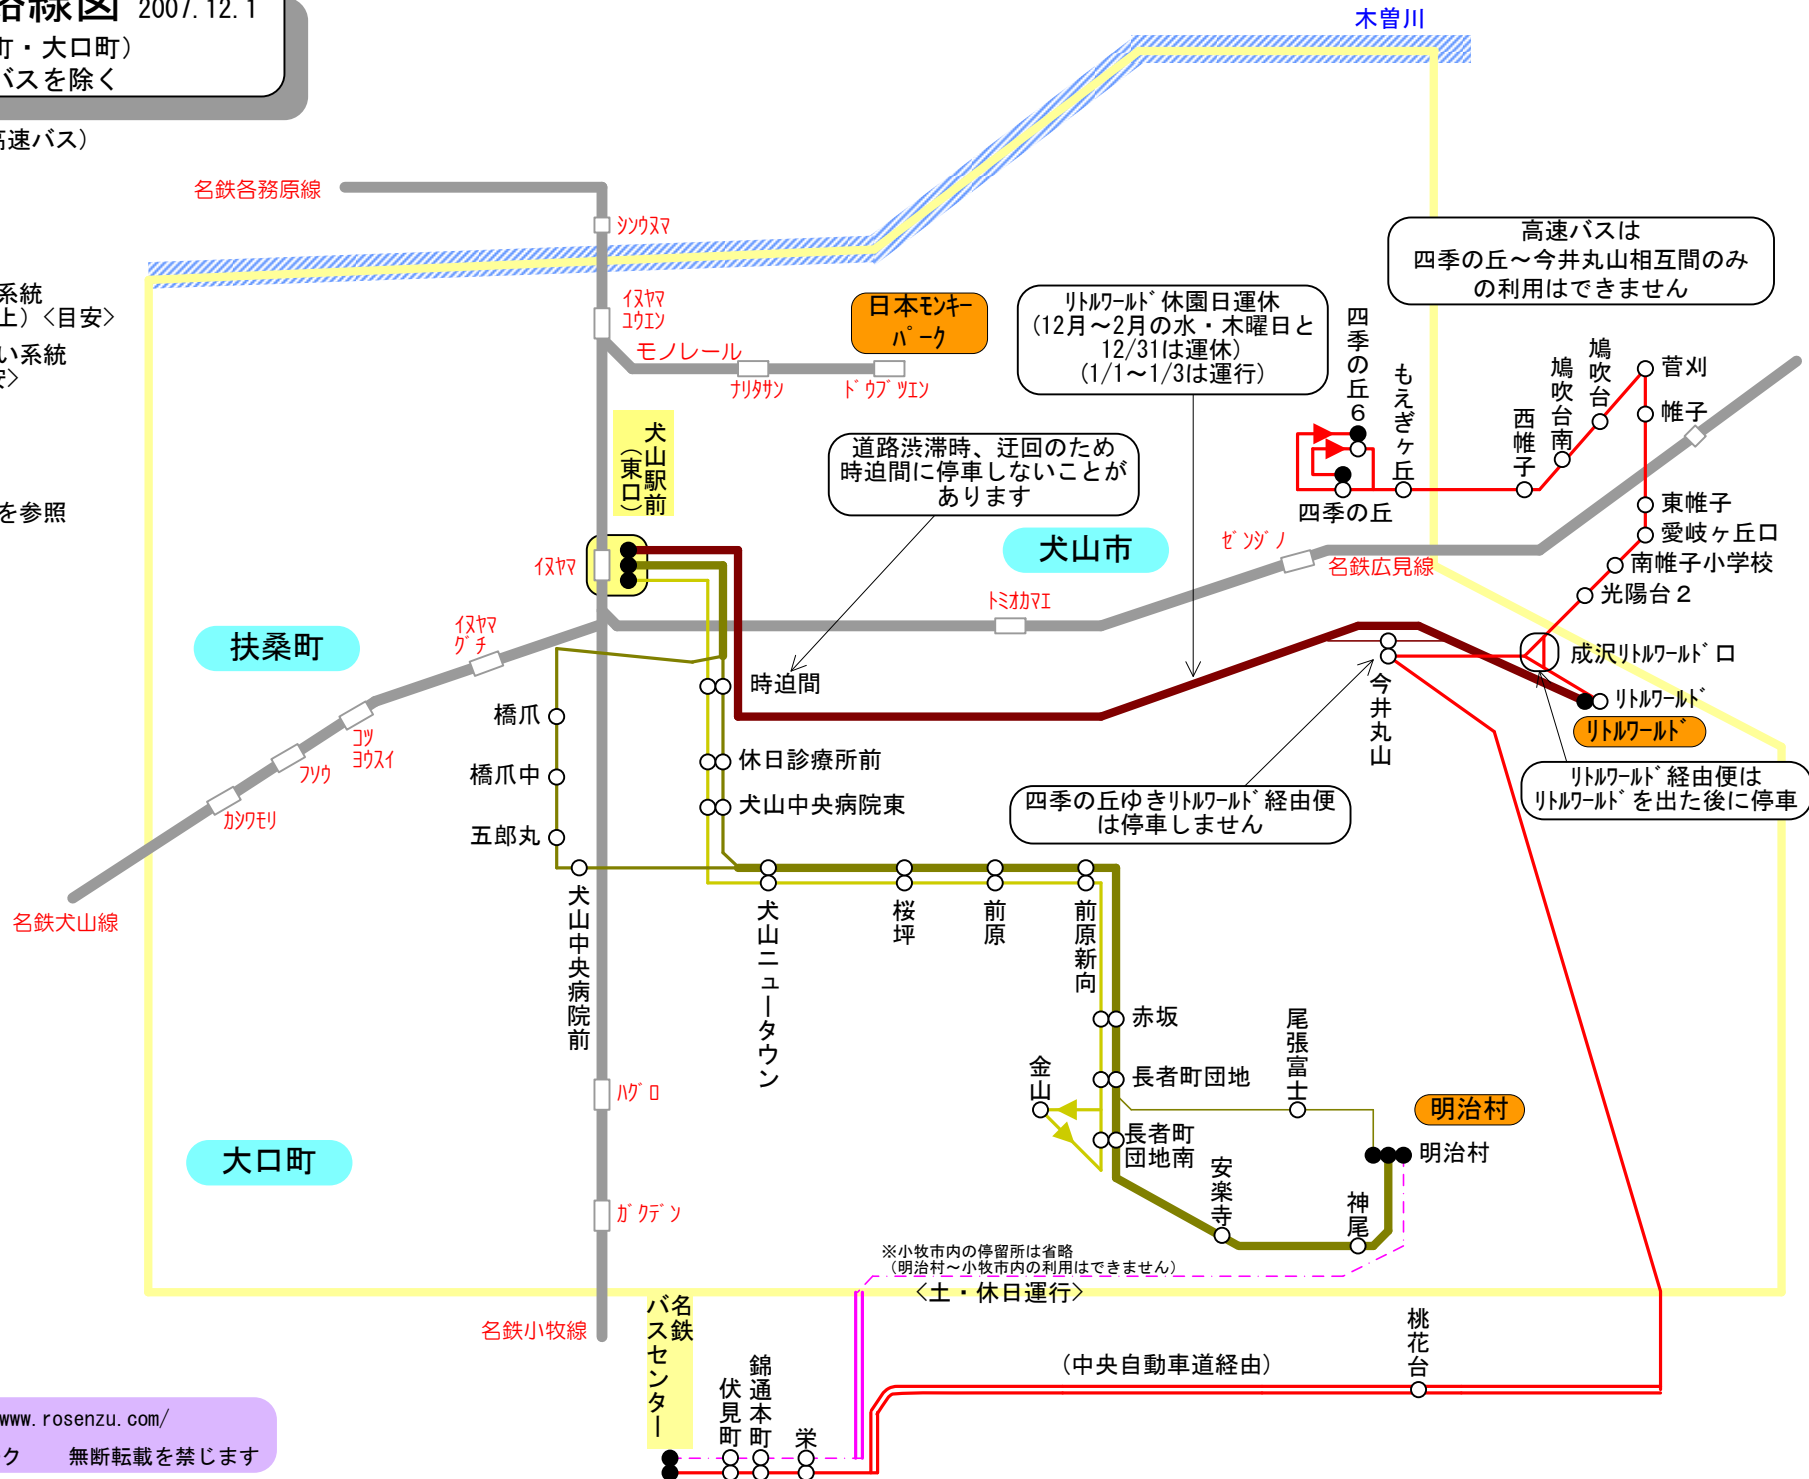 路線図 2007.12.1
町・大口町）
バスを除く
高速バス）
系統
上）〈目安〉
い系統
安〉
を参照
木曽川
名鉄各務原線
シンウヌマ
イヌヤマ
ユウエン
モノレール
ナリタサン
ドウブツエン
日本モンキー
パーク
リトルワールド休園日運休
(12月～2月の水・木曜日と
12/31は運休)
(1/1～1/3は運行)
高速バスは
四季の丘～今井丸山相互間のみ
の利用はできません
四季の丘６
もえぎヶ丘
四季の丘
西帷子
鳩吹台南
鳩吹台
菅刈
帷子
東帷子
愛岐ヶ丘口
南帷子小学校
光陽台２
成沢リトルワールド口
リトルワールド
リトルワールド
犬山駅前
（東口）
道路渋滞時、迂回のため
時迫間に停車しないことが
あります
犬山市
ゼンジノ
名鉄広見線
イヌヤマ
トミオカマエ
イヌヤマ
グチ
扶桑町
コツ
ヨウスイ
フソウ
カシワモリ
名鉄犬山線
時迫間
橋爪
橋爪中
五郎丸
休日診療所前
犬山中央病院東
今井丸山
四季の丘ゆきリトルワールド経由便
は停車しません
リトルワールド経由便は
リトルワールドを出た後に停車
犬山中央病院前
犬山ニュータウン
桜坪
前原
前原新向
赤坂
長者町団地
金山
長者町
団地南
尾張富士
明治村
明治村
安楽寺
神尾
ハグロ
大口町
ガクデン
※小牧市内の停留所は省略
（明治村～小牧市内の利用はできません）
〈土・休日運行〉
名鉄小牧線
名鉄
バスセンター
伏見町
錦通本町
栄
（中央自動車道経由）
桃花台
www.rosenzu.com/
ク 無断転載を禁じます